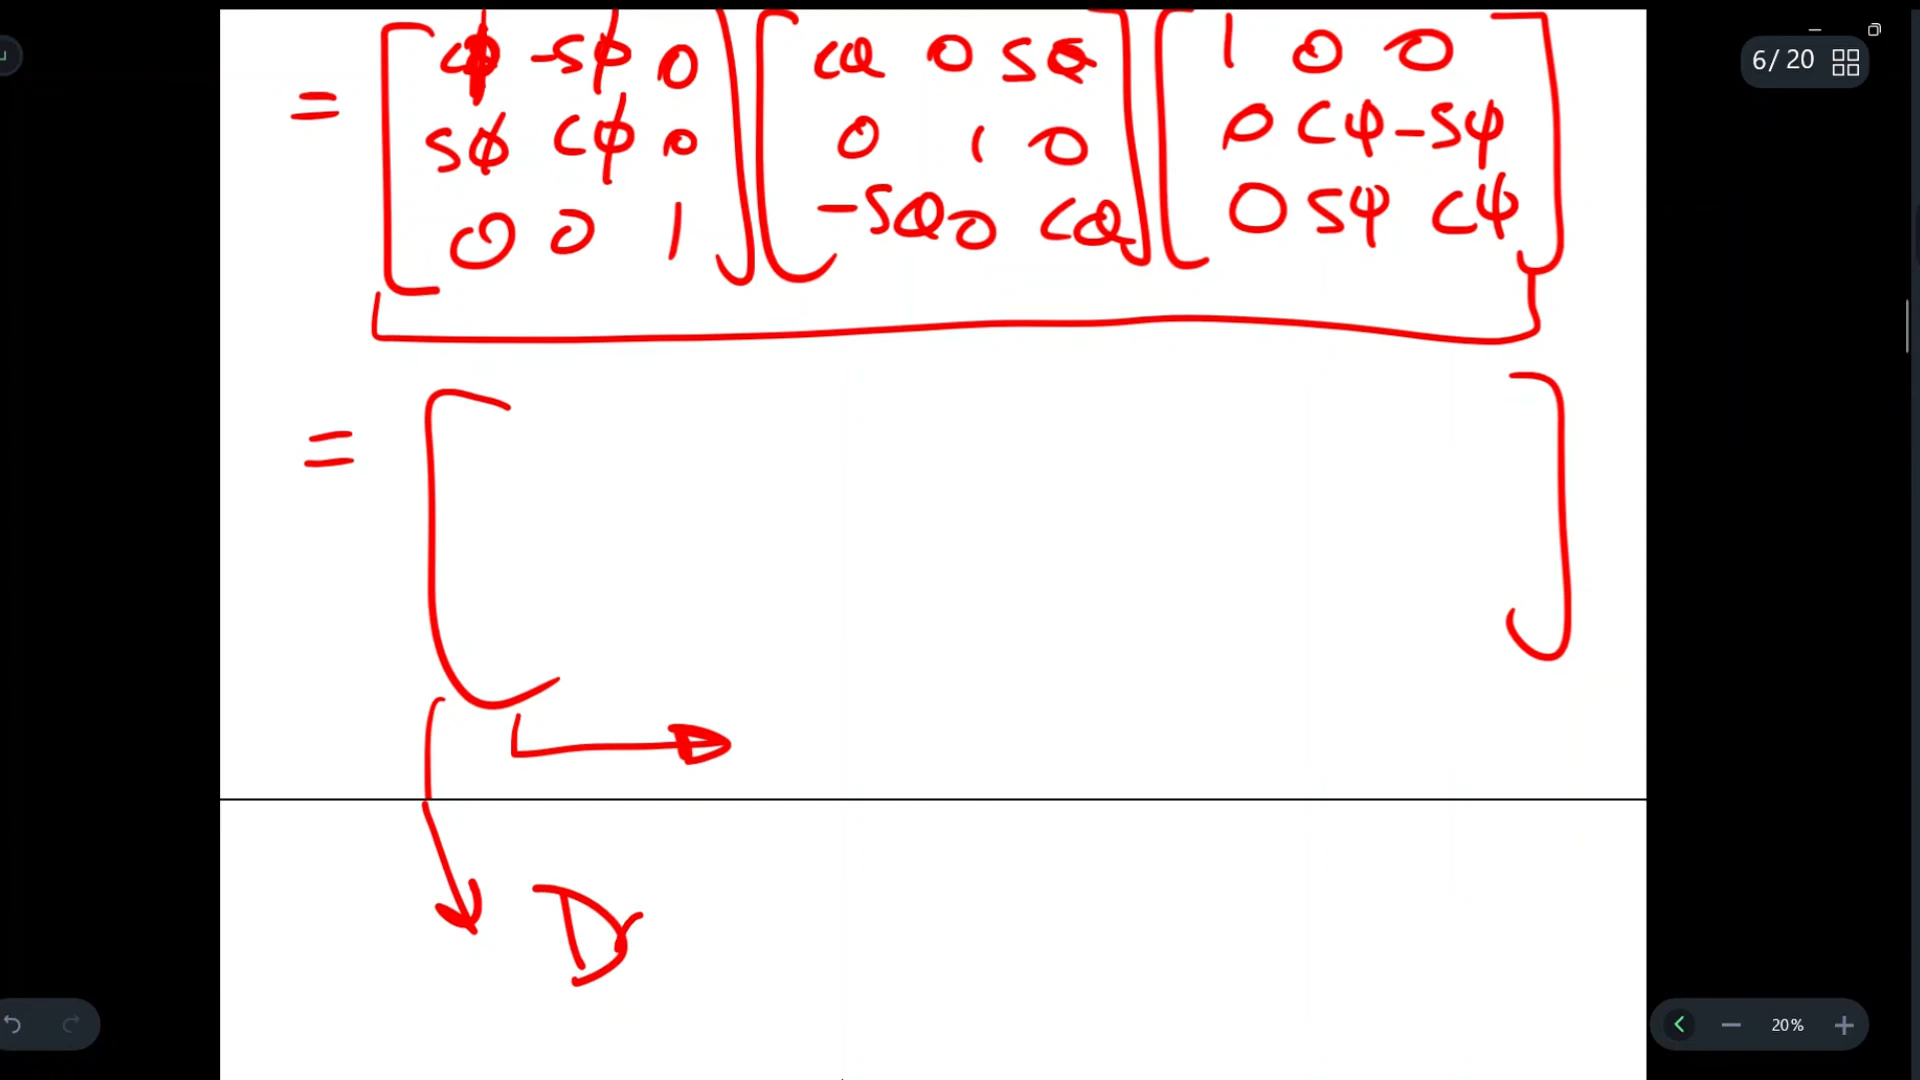 = [cϕ -sϕ 0] [cθ 0 sθ] [1 0 0]
[sϕ cϕ 0] [0 1 0] [0 cψ -sψ]
[0 0 1] [-sθ 0 cθ] [0 sψ cψ]
= [ ]
D
6/ 20
20%